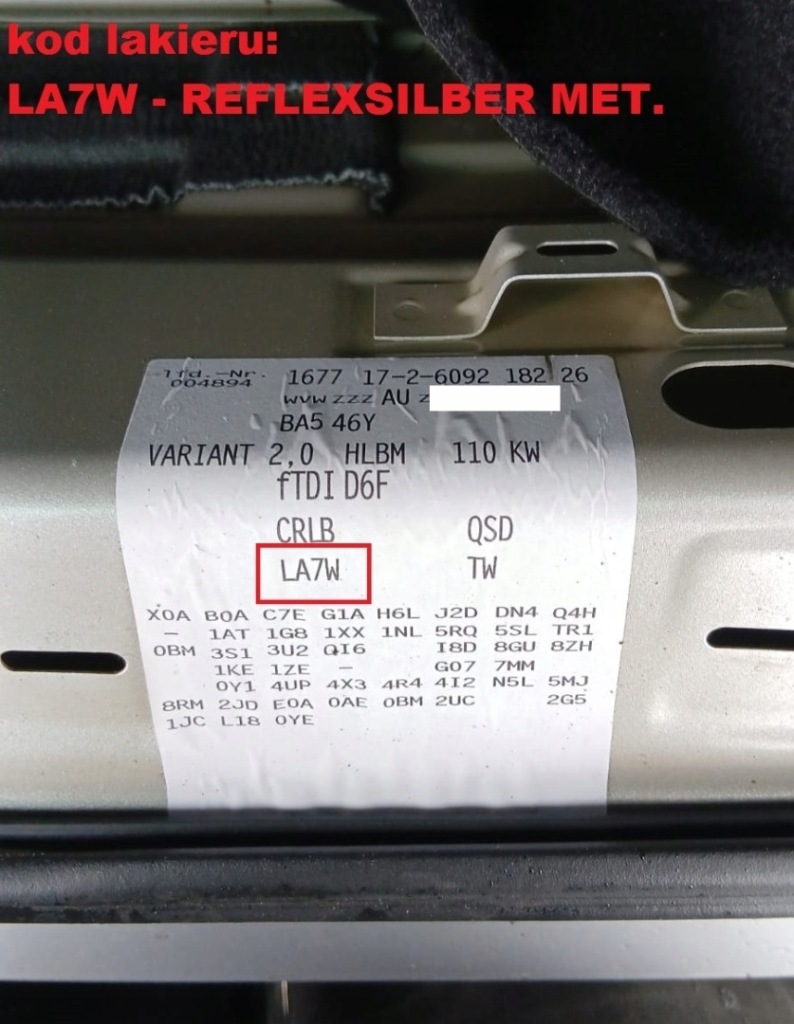 kod lakieru:
LA7W - REFLEXSILBER MET.
lfd.-Nr. 1677 17-2-6092 182 26
004894
WVW ZZZ AU Z
BA5 46Y
VARIANT 2,0 HLBM 110 KW
fTDI D6F
CRLB QSD
LA7W TW
X0A B0A C7E G1A H6L J2D DN4 Q4H
— 1AT 1G8 1XX 1NL 5RQ 5SL TR1
0BM 3S1 3U2 QI6 I8D 8GU 8ZH
1KE 1ZE — G07 7MM
0Y1 4UP 4X3 4R4 4I2 N5L 5MJ
8RM 2JD E0A 0AE 0BM 2UC 2G5
1JC L18 0YE